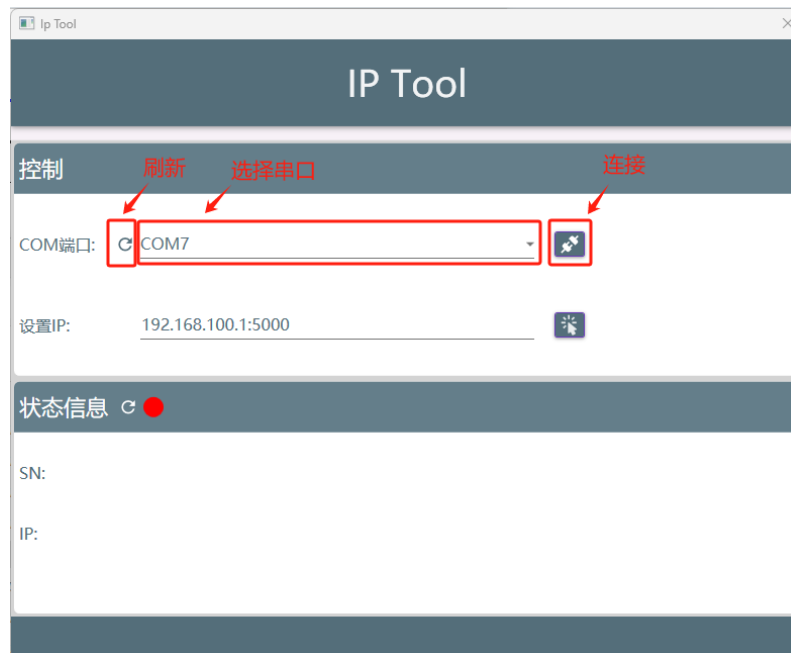 Ip Tool
IP Tool
控制
刷新
选择串口
连接
COM端口:
COM7
设置IP:
192.168.100.1:5000
状态信息
SN:
IP: